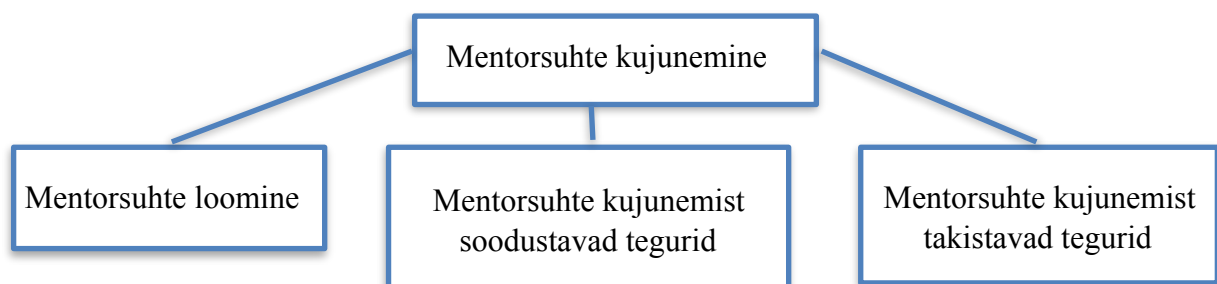 Mentorsuhte kujunemine
Mentorsuhte loomine
Mentorsuhte kujunemist
soodustavad tegurid
Mentorsuhte kujunemist
takistavad tegurid